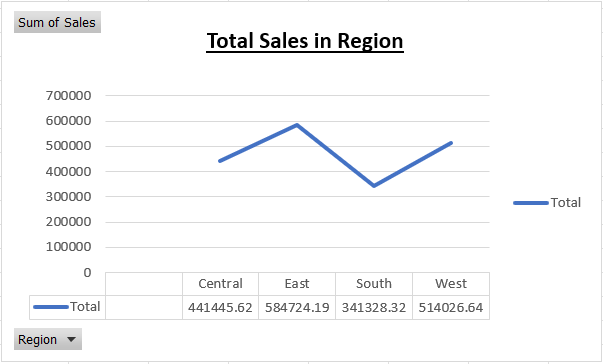 Sum of Sales
Total Sales in Region
700000
600000
500000
400000
300000
200000
100000
0
Total
Central East South West
Total 441445.62 584724.19 341328.32 514026.64
Region